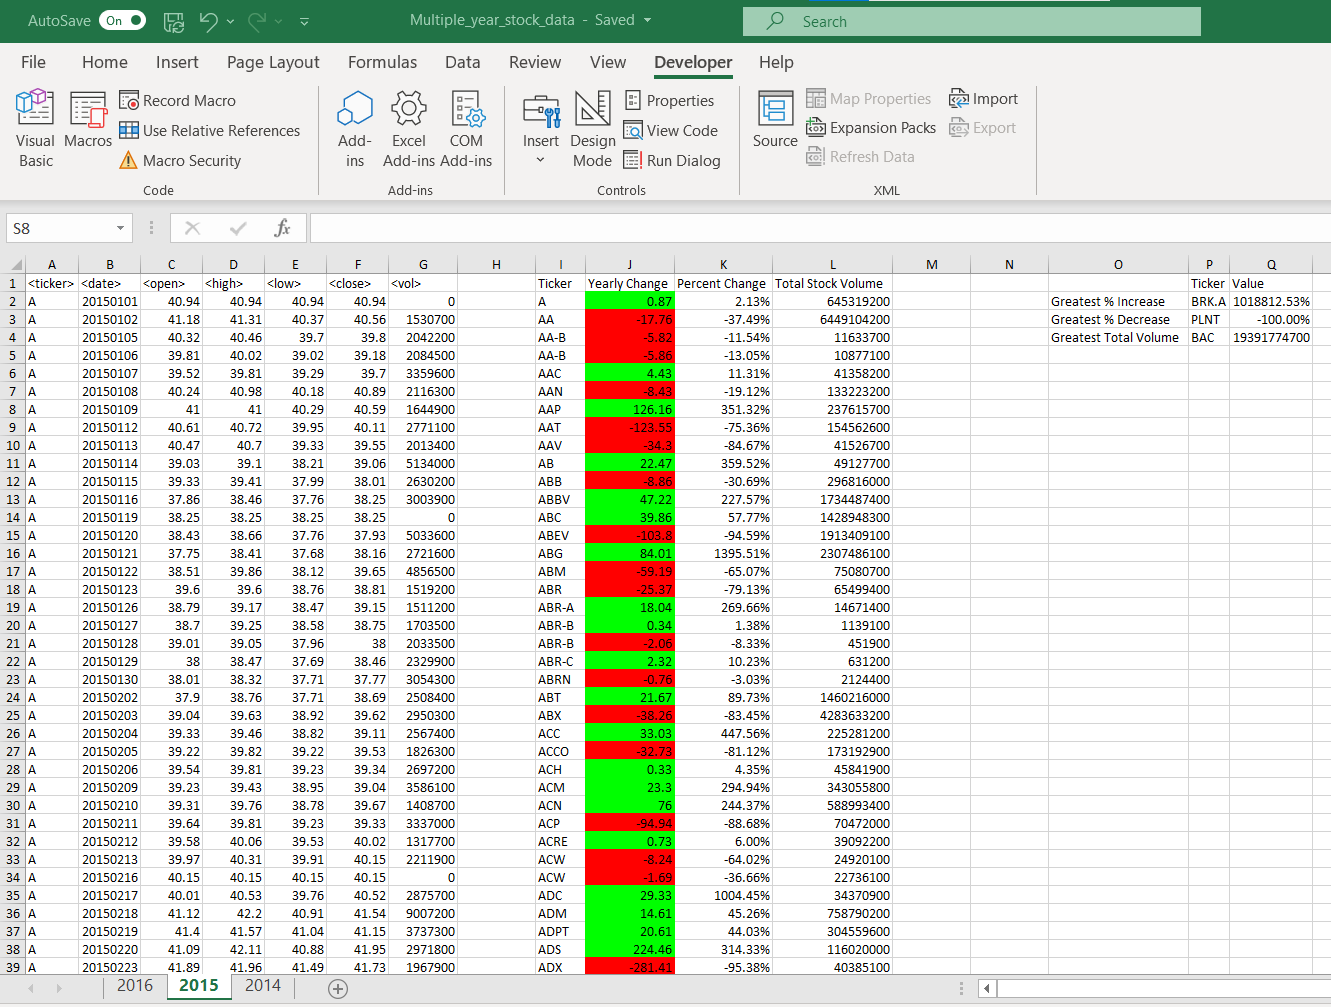 AutoSave On Multiple_year_stock_data - Saved Search
File Home Insert Page Layout Formulas Data Review View Developer Help
Visual Basic
Macros
Record Macro
Use Relative References
Macro Security
Code
Add-ins
Excel Add-ins
COM Add-ins
Add-ins
Insert
Design Mode
Properties
View Code
Run Dialog
Controls
Source
Map Properties
Expansion Packs
Refresh Data
Import
Export
XML
S8 fx
A B C D E F G H I J K L M N O P Q
1 <ticker> <date> <open> <high> <low> <close> <vol> Ticker Yearly Change Percent Change Total Stock Volume Ticker Value
2 A 20150101 40.94 40.94 40.94 40.94 0 A 0.87 2.13% 645319200 Greatest % Increase BRK.A 1018812.53%
3 A 20150102 41.18 41.31 40.37 40.56 1530700 AA -17.76 -37.49% 6449104200 Greatest % Decrease PLNT -100.00%
4 A 20150105 40.32 40.46 39.7 39.8 2042200 AA-B -5.82 -11.54% 11633700 Greatest Total Volume BAC 19391774700
5 A 20150106 39.81 40.02 39.02 39.18 2084500 AA-B -5.86 -13.05% 10877100
6 A 20150107 39.52 39.81 39.29 39.7 3359600 AAC 4.43 11.31% 41358200
7 A 20150108 40.24 40.98 40.18 40.89 2116300 AAN -8.43 -19.12% 133223200
8 A 20150109 41 41 40.29 40.59 1644900 AAP 126.16 351.32% 237615700
9 A 20150112 40.61 40.72 39.95 40.11 2771100 AAT -123.55 -75.36% 154562600
10 A 20150113 40.47 40.7 39.33 39.55 2013400 AAV -34.3 -84.67% 41526700
11 A 20150114 39.03 39.1 38.21 39.06 5134000 AB 22.47 359.52% 49127700
12 A 20150115 39.33 39.41 37.99 38.01 2630200 ABB -8.86 -30.69% 296816000
13 A 20150116 37.86 38.46 37.76 38.25 3003900 ABBV 47.22 227.57% 1734487400
14 A 20150119 38.25 38.25 38.25 38.25 0 ABC 39.86 57.77% 1428948300
15 A 20150120 38.43 38.66 37.76 37.93 5033600 ABEV -103.8 -94.59% 1913409100
16 A 20150121 37.75 38.41 37.68 38.16 2721600 ABG 84.01 1395.51% 2307486100
17 A 20150122 38.51 39.86 38.12 39.65 4856500 ABM -59.19 -65.07% 75080700
18 A 20150123 39.6 39.6 38.76 38.81 1519200 ABR -25.37 -79.13% 65499400
19 A 20150126 38.79 39.17 38.47 39.15 1511200 ABR-A 18.04 269.66% 14671400
20 A 20150127 38.7 39.25 38.58 38.75 1703500 ABR-B 0.34 1.38% 1139100
21 A 20150128 39.01 39.05 37.96 38 2033500 ABR-B -2.06 -8.33% 451900
22 A 20150129 38 38.47 37.69 38.46 2329900 ABR-C 2.32 10.23% 631200
23 A 20150130 38.01 38.32 37.71 37.77 3054300 ABRN -0.76 -3.03% 2124400
24 A 20150202 37.9 38.76 37.71 38.69 2508400 ABT 21.67 89.73% 1460216000
25 A 20150203 39.04 39.63 38.92 39.62 2950300 ABX -38.26 -83.45% 4283633200
26 A 20150204 39.33 39.46 38.82 39.11 2567400 ACC 33.03 447.56% 225281200
27 A 20150205 39.22 39.82 39.22 39.53 1826300 ACCO -32.73 -81.12% 173192900
28 A 20150206 39.54 39.81 39.23 39.34 2697200 ACH 0.33 4.35% 45841900
29 A 20150209 39.23 39.43 38.95 39.04 3586100 ACM 23.3 294.94% 343055800
30 A 20150210 39.31 39.76 38.78 39.67 1408700 ACN 76 244.37% 588993400
31 A 20150211 39.64 39.81 39.23 39.33 3337000 ACP -94.94 -88.68% 70472000
32 A 20150212 39.58 40.06 39.53 40.02 1317700 ACRE 0.73 6.00% 39092200
33 A 20150213 39.97 40.31 39.91 40.15 2211900 ACW -8.24 -64.02% 24920100
34 A 20150216 40.15 40.15 40.15 40.15 0 ACW -1.69 -36.66% 22736100
35 A 20150217 40.01 40.53 39.76 40.52 2875700 ADC 29.33 1004.45% 34370900
36 A 20150218 41.12 42.2 40.91 41.54 9007200 ADM 14.61 45.26% 758790200
37 A 20150219 41.4 41.57 41.04 41.15 3737300 ADPT 20.61 44.03% 304559600
38 A 20150220 41.09 42.11 40.88 41.95 2971800 ADS 224.46 314.33% 116020000
39 A 20150223 41.89 41.96 41.49 41.73 1967900 ADX -281.41 -95.38% 40385100
2016 2015 2014